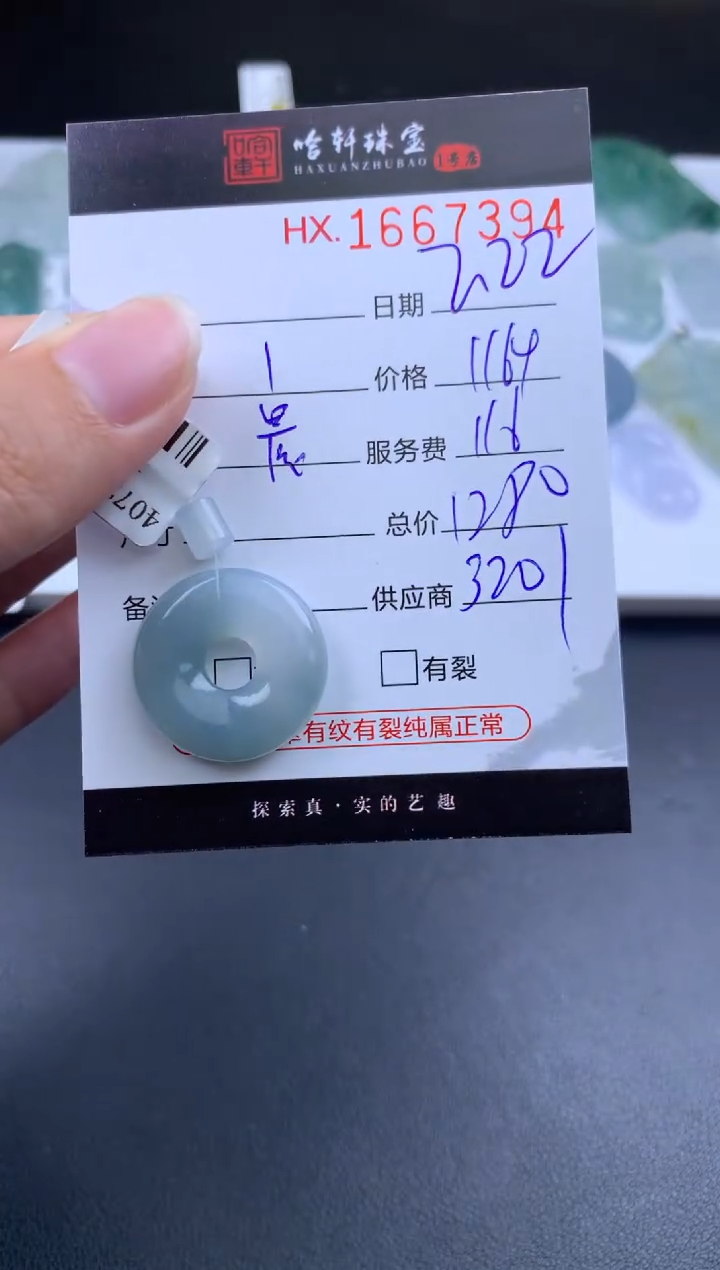 哈轩珠宝 1号店
HAXUANZHUBAO
HX.1667394
日期 2.22
1 价格 1164
服务费 116
总价 1280
备 供应商 3201
有裂
有纹有裂纯属正常
探索真·实的艺趣
407